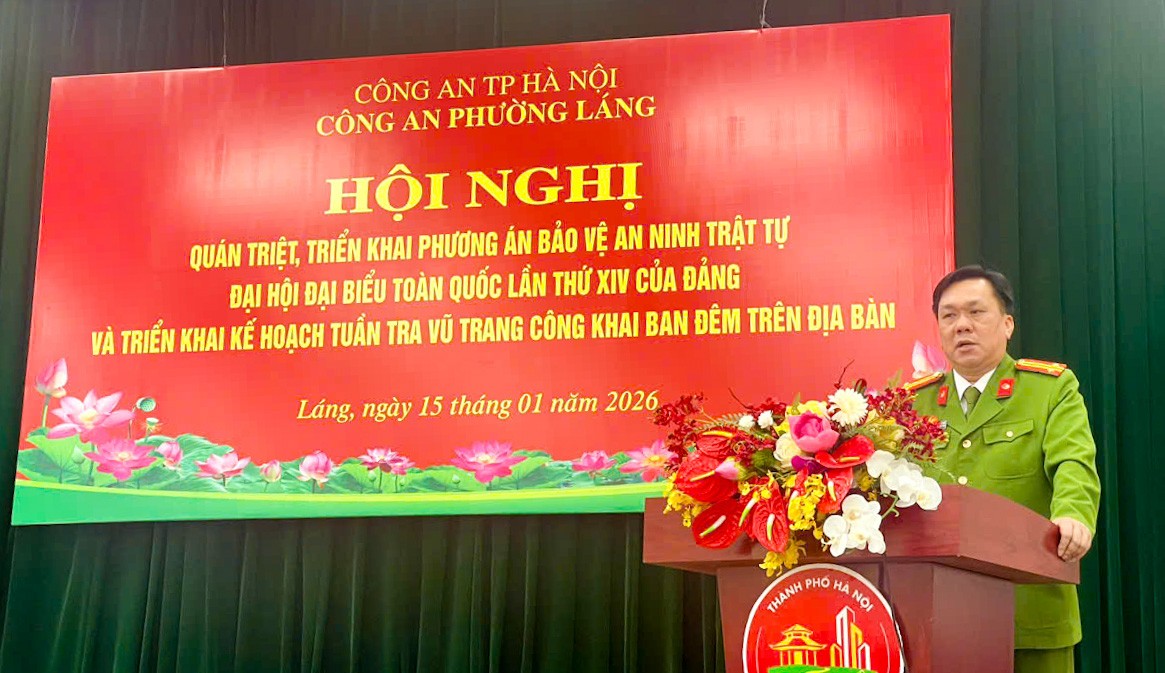 CÔNG AN TP HÀ NỘI
CÔNG AN PHƯỜNG LÁNG
HỘI NGHỊ
QUÁN TRIỆT, TRIỂN KHAI PHƯƠNG ÁN BẢO VỆ AN NINH TRẬT TỰ
ĐẠI HỘI ĐẠI BIỂU TOÀN QUỐC LẦN THỨ XIV CỦA ĐẢNG
VÀ TRIỂN KHAI KẾ HOẠCH TUẦN TRA VŨ TRANG CÔNG KHAI BAN ĐÊM TRÊN ĐỊA BÀN
Láng, ngày 15 tháng 01 năm 2026
THÀNH PHỐ HÀ NỘI